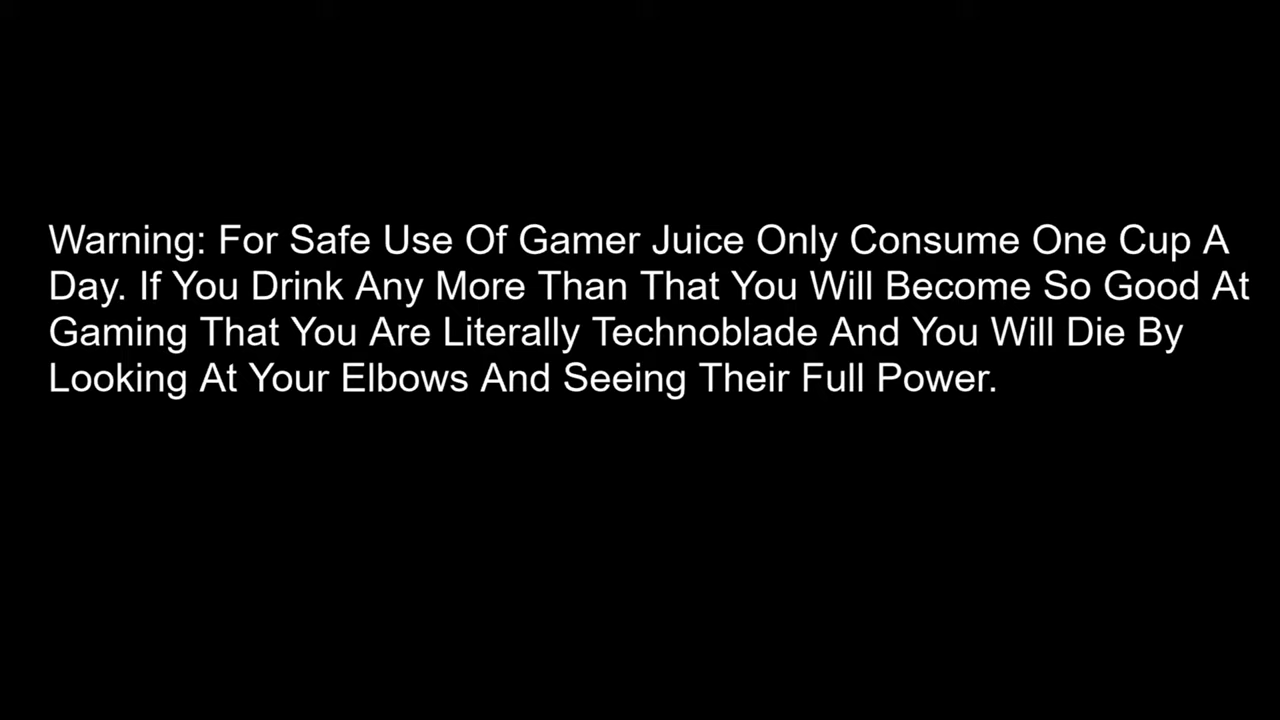 Warning: For Safe Use Of Gamer Juice Only Consume One Cup A
Day. If You Drink Any More Than That You Will Become So Good At
Gaming That You Are Literally Technoblade And You Will Die By
Looking At Your Elbows And Seeing Their Full Power.